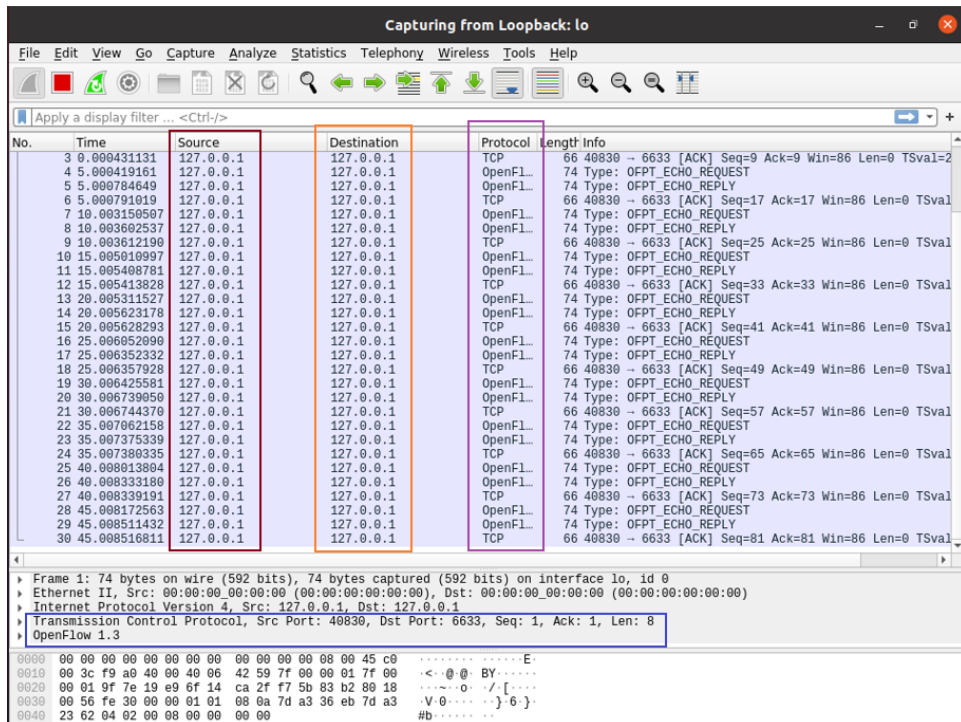 Capturing from Loopback: lo
File Edit View Go Capture Analyze Statistics Telephony Wireless Tools Help
Apply a display filter ... <Ctrl-/>
No. Time Source Destination Protocol Length Info
3 0.000431131 127.0.0.1 127.0.0.1 TCP 66 40830 → 6633 [ACK] Seq=9 Ack=9 Win=86 Len=0 TSval=2
4 5.000419161 127.0.0.1 127.0.0.1 OpenFl… 74 Type: OFPT_ECHO_REQUEST
5 5.000784649 127.0.0.1 127.0.0.1 OpenFl… 74 Type: OFPT_ECHO_REPLY
6 5.000791019 127.0.0.1 127.0.0.1 TCP 66 40830 → 6633 [ACK] Seq=17 Ack=17 Win=86 Len=0 TSval
7 10.003150507 127.0.0.1 127.0.0.1 OpenFl… 74 Type: OFPT_ECHO_REQUEST
8 10.003602537 127.0.0.1 127.0.0.1 OpenFl… 74 Type: OFPT_ECHO_REPLY
9 10.003612190 127.0.0.1 127.0.0.1 TCP 66 40830 → 6633 [ACK] Seq=25 Ack=25 Win=86 Len=0 TSval
10 15.005010997 127.0.0.1 127.0.0.1 OpenFl… 74 Type: OFPT_ECHO_REQUEST
11 15.005408781 127.0.0.1 127.0.0.1 OpenFl… 74 Type: OFPT_ECHO_REPLY
12 15.005413828 127.0.0.1 127.0.0.1 TCP 66 40830 → 6633 [ACK] Seq=33 Ack=33 Win=86 Len=0 TSval
13 20.005311527 127.0.0.1 127.0.0.1 OpenFl… 74 Type: OFPT_ECHO_REQUEST
14 20.005623178 127.0.0.1 127.0.0.1 OpenFl… 74 Type: OFPT_ECHO_REPLY
15 20.005628293 127.0.0.1 127.0.0.1 TCP 66 40830 → 6633 [ACK] Seq=41 Ack=41 Win=86 Len=0 TSval
16 25.006052090 127.0.0.1 127.0.0.1 OpenFl… 74 Type: OFPT_ECHO_REQUEST
17 25.006352332 127.0.0.1 127.0.0.1 OpenFl… 74 Type: OFPT_ECHO_REPLY
18 25.006357928 127.0.0.1 127.0.0.1 TCP 66 40830 → 6633 [ACK] Seq=49 Ack=49 Win=86 Len=0 TSval
19 30.006425581 127.0.0.1 127.0.0.1 OpenFl… 74 Type: OFPT_ECHO_REQUEST
20 30.006739050 127.0.0.1 127.0.0.1 OpenFl… 74 Type: OFPT_ECHO_REPLY
21 30.006744370 127.0.0.1 127.0.0.1 TCP 66 40830 → 6633 [ACK] Seq=57 Ack=57 Win=86 Len=0 TSval
22 35.007062158 127.0.0.1 127.0.0.1 OpenFl… 74 Type: OFPT_ECHO_REQUEST
23 35.007375339 127.0.0.1 127.0.0.1 OpenFl… 74 Type: OFPT_ECHO_REPLY
24 35.007380335 127.0.0.1 127.0.0.1 TCP 66 40830 → 6633 [ACK] Seq=65 Ack=65 Win=86 Len=0 TSval
25 40.008013804 127.0.0.1 127.0.0.1 OpenFl… 74 Type: OFPT_ECHO_REQUEST
26 40.008333180 127.0.0.1 127.0.0.1 OpenFl… 74 Type: OFPT_ECHO_REPLY
27 40.008339191 127.0.0.1 127.0.0.1 TCP 66 40830 → 6633 [ACK] Seq=73 Ack=73 Win=86 Len=0 TSval
28 45.008172563 127.0.0.1 127.0.0.1 OpenFl… 74 Type: OFPT_ECHO_REQUEST
29 45.008511432 127.0.0.1 127.0.0.1 OpenFl… 74 Type: OFPT_ECHO_REPLY
30 45.008516811 127.0.0.1 127.0.0.1 TCP 66 40830 → 6633 [ACK] Seq=81 Ack=81 Win=86 Len=0 TSval
Frame 1: 74 bytes on wire (592 bits), 74 bytes captured (592 bits) on interface lo, id 0
Ethernet II, Src: 00:00:00_00:00:00 (00:00:00:00:00:00), Dst: 00:00:00_00:00:00 (00:00:00:00:00:00)
Internet Protocol Version 4, Src: 127.0.0.1, Dst: 127.0.0.1
Transmission Control Protocol, Src Port: 40830, Dst Port: 6633, Seq: 1, Ack: 1, Len: 8
OpenFlow 1.3
0000 00 00 00 00 00 00 00 00 00 00 00 00 08 00 45 c0 ········ ······E·
0010 00 3c f9 a0 40 00 40 06 42 59 7f 00 00 01 7f 00 ·<··@·@· BY······
0020 00 01 9f 7e 19 e9 6f 14 ca 2f f7 5b 83 b2 80 18 ···~··o· ·/·[····
0030 00 56 fe 30 00 00 01 01 08 0a 7d a3 36 eb 7d a3 ·V·0···· ··}·6·}·
0040 23 62 04 02 00 08 00 00 00 00 #b······ ··